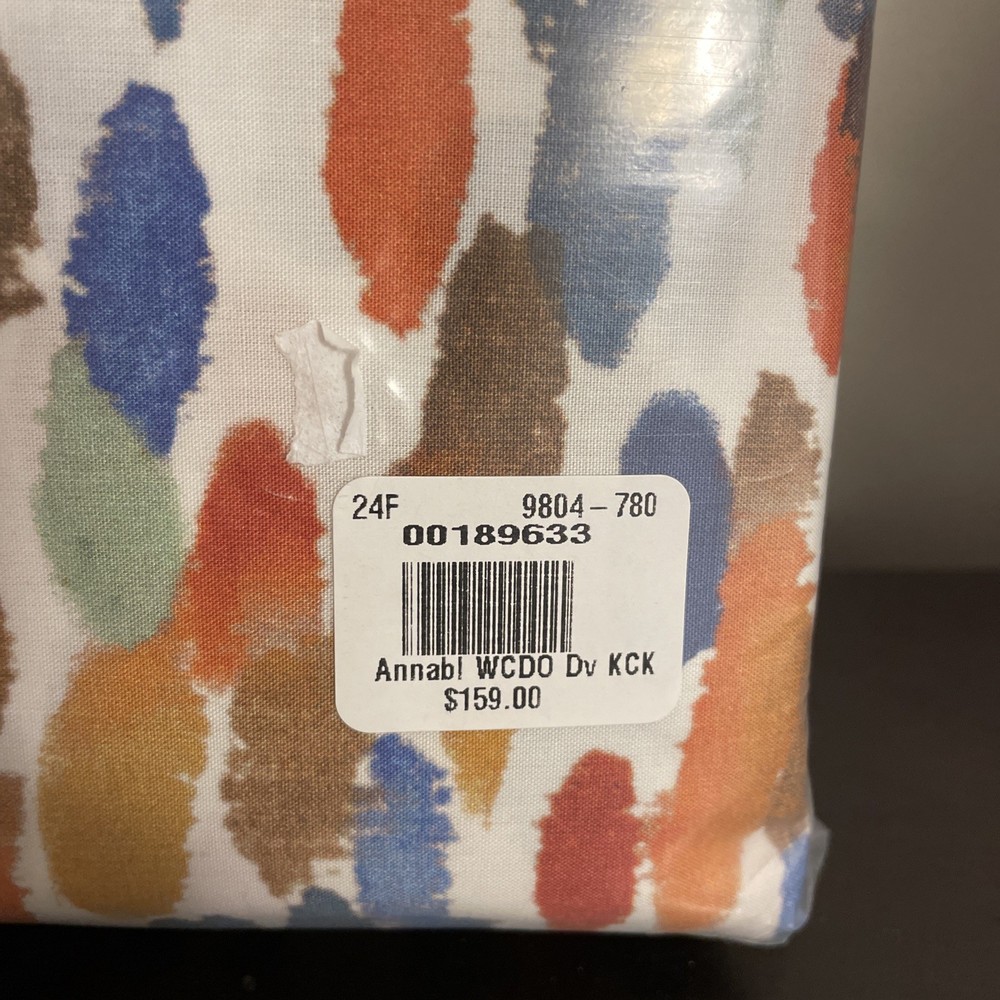 24F 9804-780
00189633
Annabl WCDO Dv KCK
$159.00